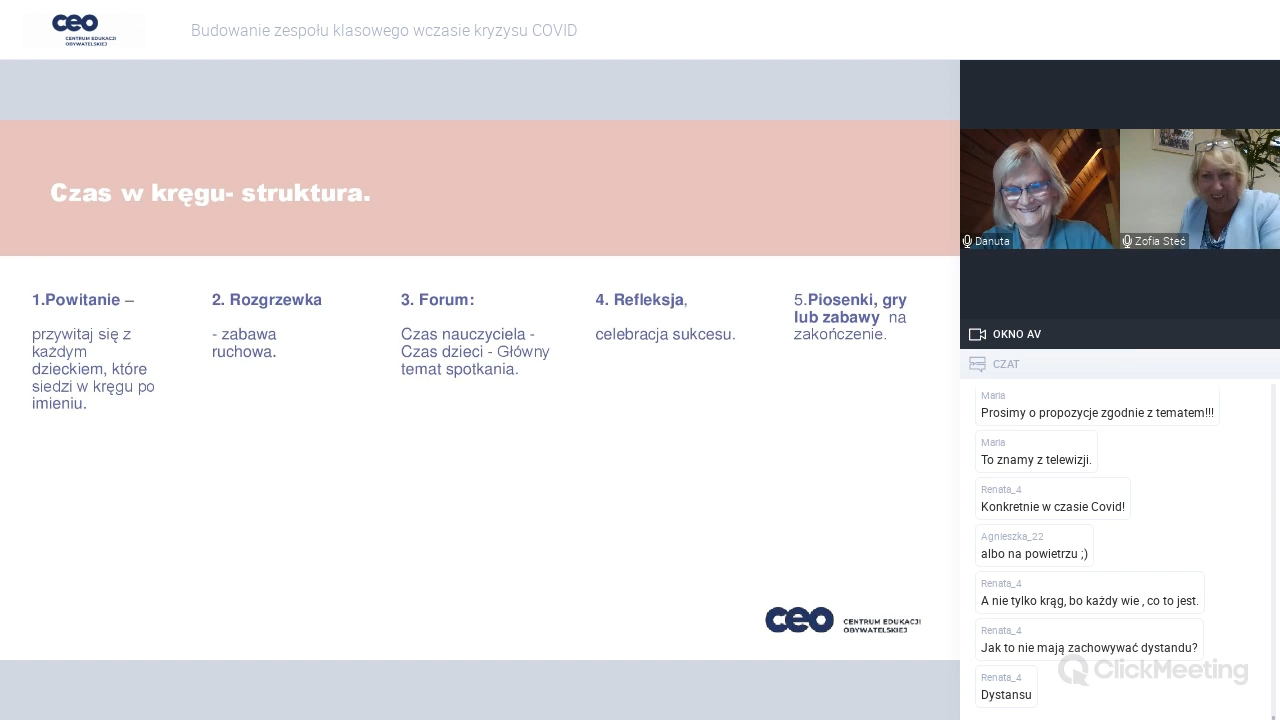 ceo
CENTRUM EDUKACJI
OBYWATELSKIEJ
Budowanie zespołu klasowego wczasie kryzysu COVID
Czas w kręgu- struktura.
1.Powitanie –
przywitaj się z
każdym
dzieckiem, które
siedzi w kręgu po
imieniu.
2. Rozgrzewka
- zabawa
ruchowa.
3. Forum:
Czas nauczyciela -
Czas dzieci - Główny
temat spotkania.
4. Refleksja,
celebracja sukcesu.
5.Piosenki, gry
lub zabawy na
zakończenie.
ceo
CENTRUM EDUKACJI
OBYWATELSKIEJ
Danuta
Zofia Steć
OKNO AV
CZAT
Maria
Prosimy o propozycje zgodnie z tematem!!!
Maria
To znamy z telewizji.
Renata_4
Konkretnie w czasie Covid!
Agnieszka_22
albo na powietrzu ;)
Renata_4
A nie tylko krąg, bo każdy wie , co to jest.
Renata_4
Jak to nie mają zachowywać dystandu?
Renata_4
Dystansu
ClickMeeting